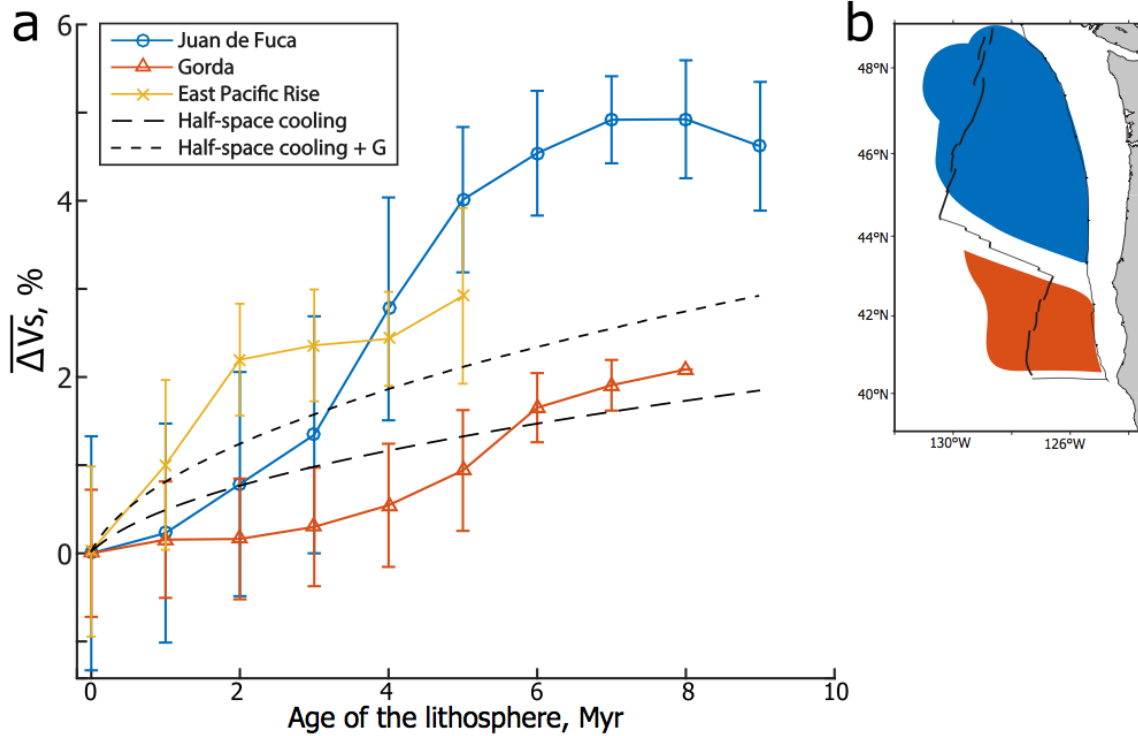 a
6
4
2
0
0 2 4 6 8 10
Juan de Fuca
Gorda
East Pacific Rise
Half-space cooling
Half-space cooling + G
ΔVs, %
Age of the lithosphere, Myr
b
48°N
46°N
44°N
42°N
40°N
130°W 126°W